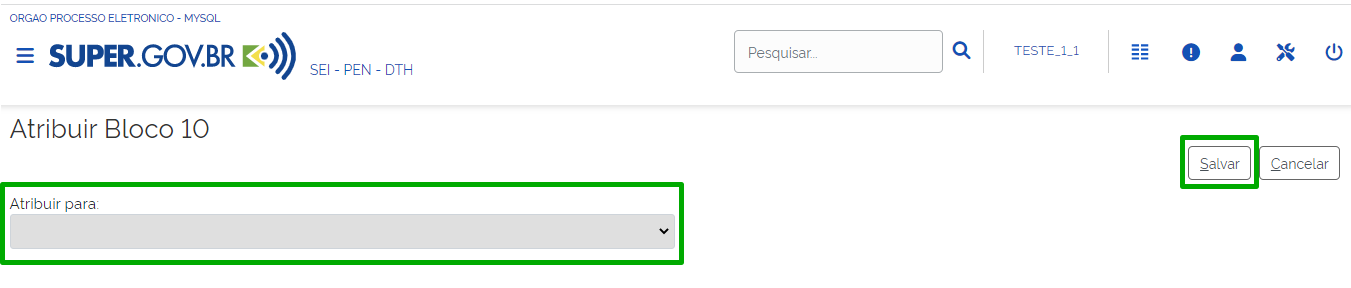 ORGAO PROCESSO ELETRONICO - MYSQL
SUPER.GOV.BR
SEI - PEN - DTH
Pesquisar...
TESTE_1_1
Atribuir Bloco 10
Salvar
Cancelar
Atribuir para: